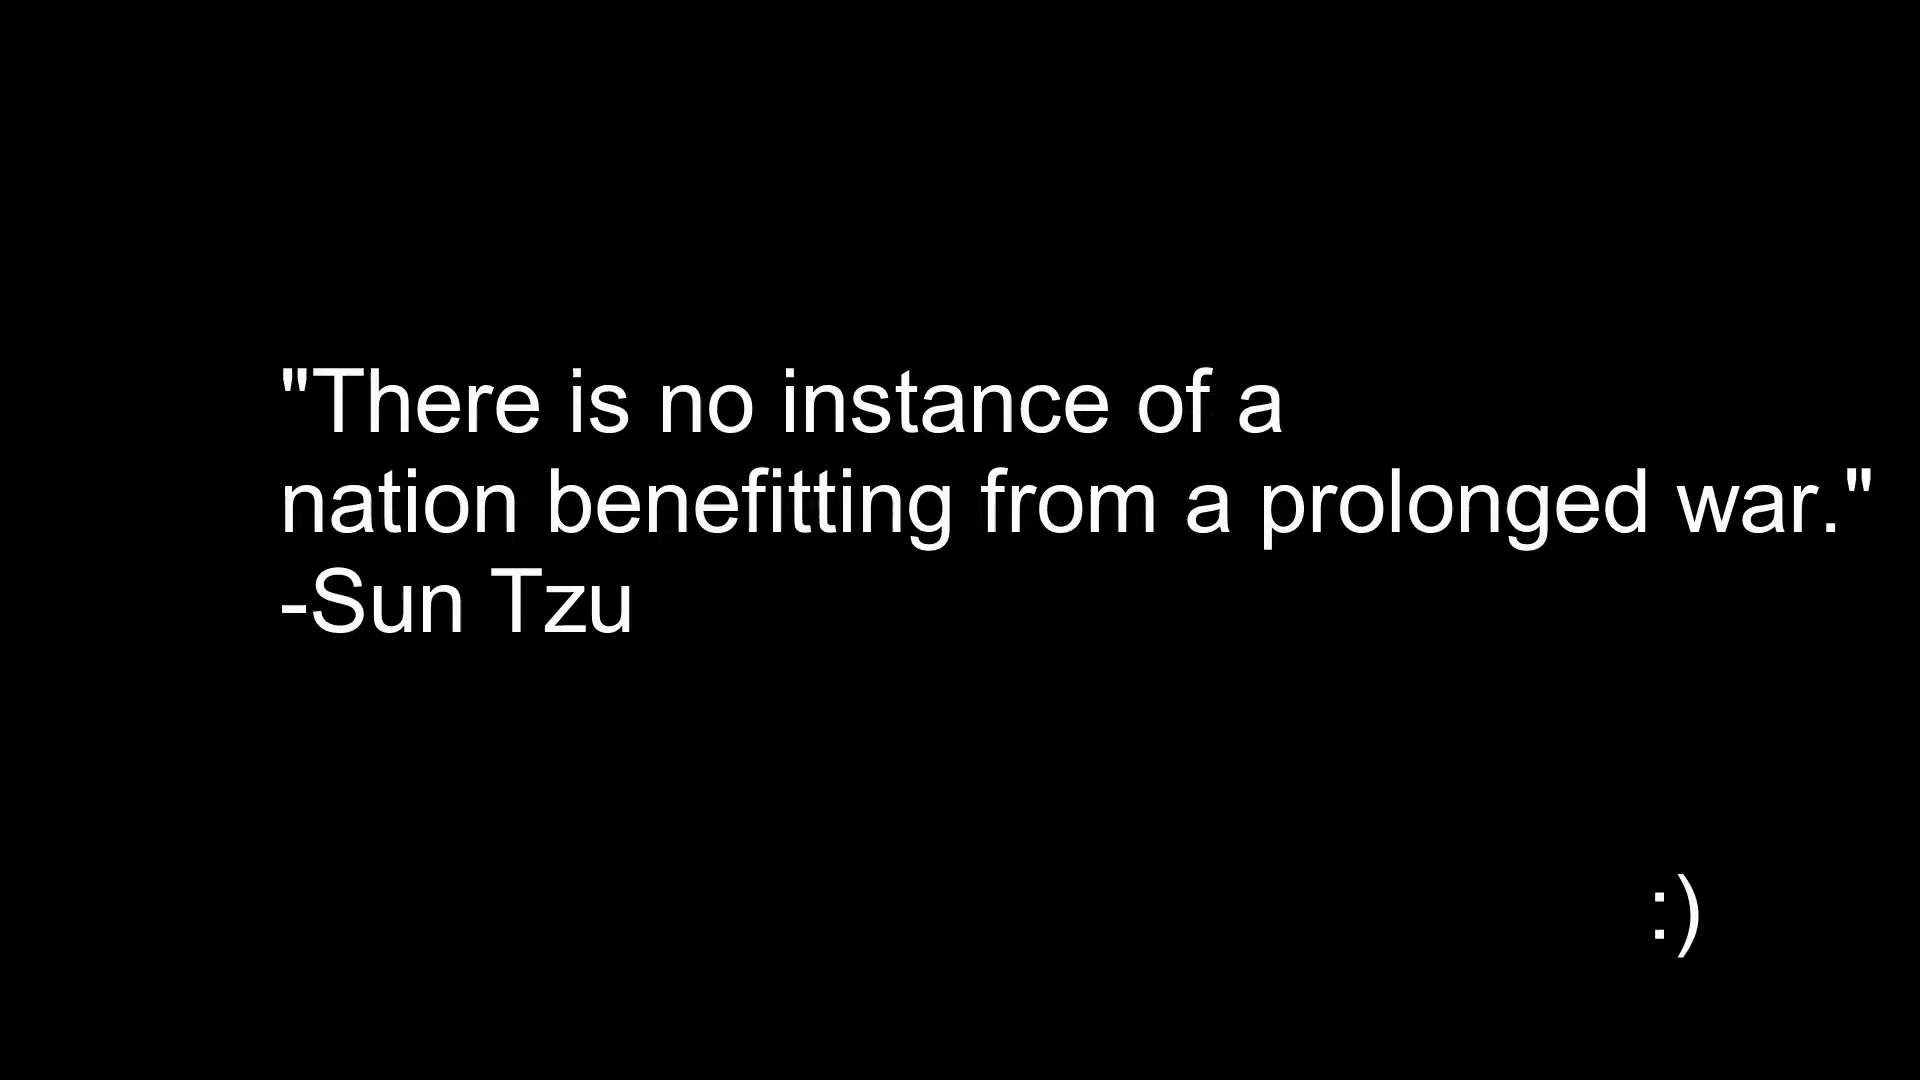 "There is no instance of a
nation benefitting from a prolonged war."
-Sun Tzu
:)